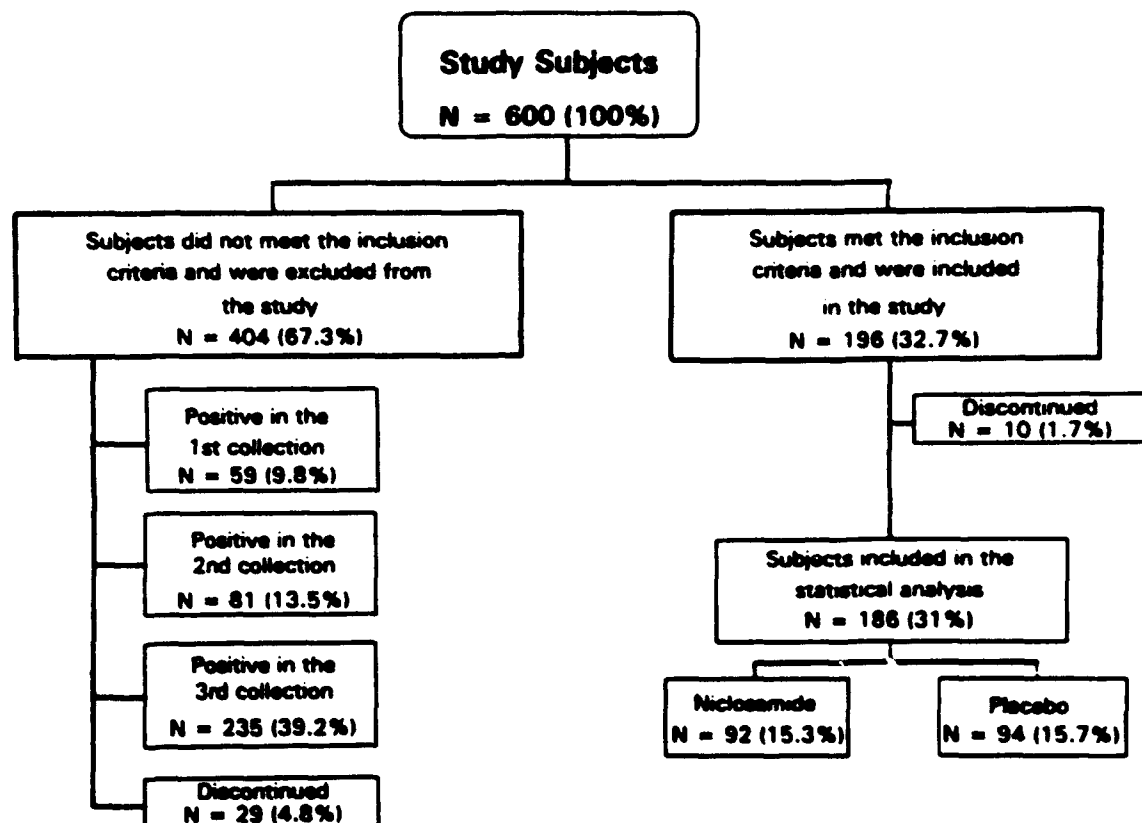 Study Subjects
N = 600 (100%)
Subjects did not meet the inclusion
criteria and were excluded from
the study
N = 404 (67.3%)
Subjects met the inclusion
criteria and were included
in the study
N = 196 (32.7%)
Positive in the
1st collection
N = 59 (9.8%)
Discontinued
N = 10 (1.7%)
Positive in the
2nd collection
N = 81 (13.5%)
Subjects included in the
statistical analysis
N = 186 (31%)
Positive in the
3rd collection
N = 235 (39.2%)
Niclosamide
N = 92 (15.3%)
Placebo
N = 94 (15.7%)
Discontinued
N = 29 (4.8%)